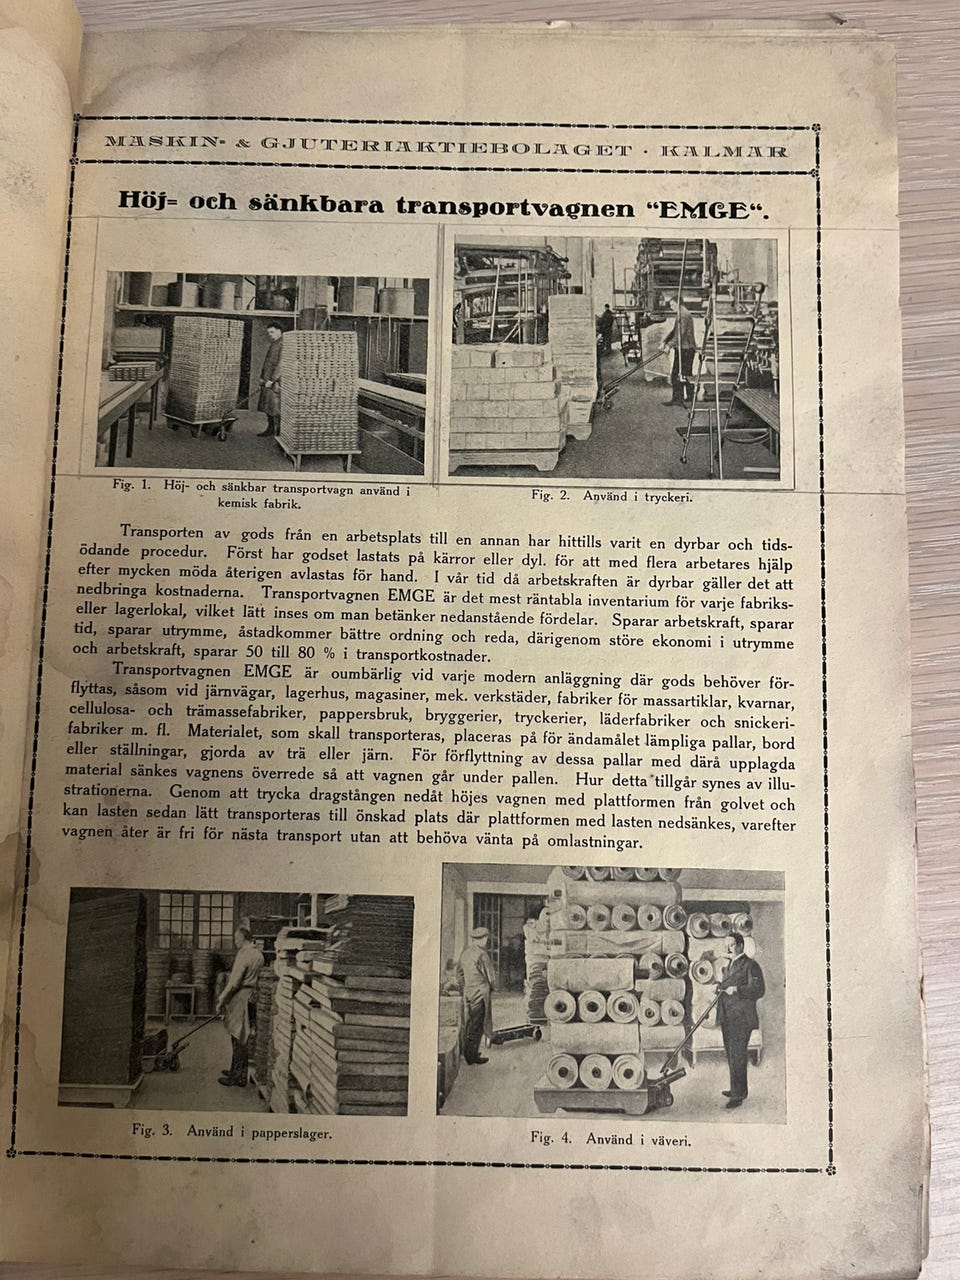 MASKIN- & GJUTERIAKTIEBOLAGET · KALMAR
Höj= och sänkbara transportvagnen “EMGE“.
Fig. 1. Höj- och sänkbar transportvagn använd i
kemisk fabrik.
Fig. 2. Använd i tryckeri.
Transporten av gods från en arbetsplats till en annan har hittills varit en dyrbar och tids-
ödande procedur. Först har godset lastats på kärror eller dyl. för att med flera arbetares hjälp
efter mycken möda återigen avlastas för hand. I vår tid då arbetskraften är dyrbar gäller det att
nedbringa kostnaderna. Transportvagnen EMGE är det mest räntabla inventarium för varje fabriks-
eller lagerlokal, vilket lätt inses om man betänker nedanstående fördelar. Sparar arbetskraft, sparar
tid, sparar utrymme, åstadkommer bättre ordning och reda, därigenom störe ekonomi i utrymme
och arbetskraft, sparar 50 till 80 % i transportkostnader.
Transportvagnen EMGE är oumbärlig vid varje modern anläggning där gods behöver för-
flyttas, såsom vid järnvägar, lagerhus, magasiner, mek. verkstäder, fabriker för massartiklar, kvarnar,
cellulosa- och trämassefabriker, pappersbruk, bryggerier, tryckerier, läderfabriker och snickeri-
fabriker m. fl. Materialet, som skall transporteras, placeras på för ändamålet lämpliga pallar, bord
eller ställningar, gjorda av trä eller järn. För förflyttning av dessa pallar med därå upplagda
material sänkes vagnens överrede så att vagnen går under pallen. Hur detta tillgår synes av illu-
strationerna. Genom att trycka dragstången nedåt höjes vagnen med plattformen från golvet och
kan lasten sedan lätt transporteras till önskad plats där plattformen med lasten nedsänkes, varefter
vagnen åter är fri för nästa transport utan att behöva vänta på omlastningar.
Fig. 3. Använd i papperslager.
Fig. 4. Använd i väveri.